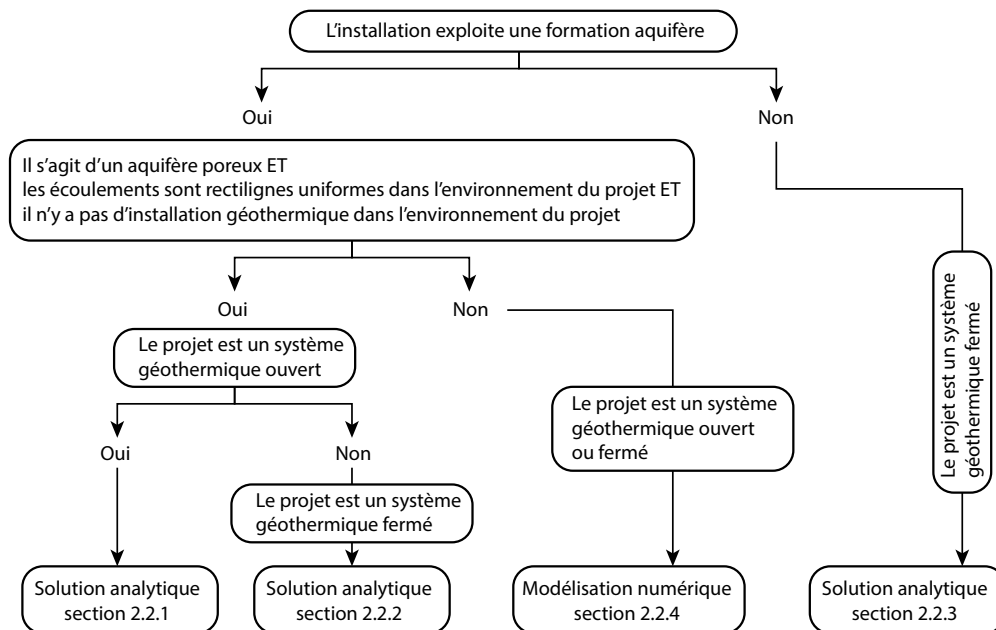 L'installation exploite une formation aquifère
Oui
Non
Il s'agit d'un aquifère poreux ET
les écoulements sont rectilignes uniformes dans l'environnement du projet ET
il n'y a pas d'installation géothermique dans l'environnement du projet
Oui
Non
Le projet est un système
géothermique ouvert
Oui
Non
Le projet est un système
géothermique fermé
Le projet est un système
géothermique ouvert
ou fermé
Le projet est un système
géothermique fermé
Solution analytique
section 2.2.1
Solution analytique
section 2.2.2
Modélisation numérique
section 2.2.4
Solution analytique
section 2.2.3